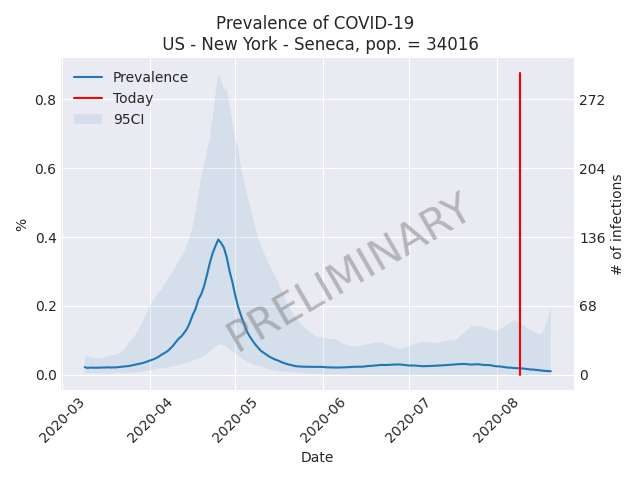 Prevalence of COVID-19
US - New York - Seneca, pop. = 34016
Prevalence
Today
95CI
PRELIMINARY
%
0.8
0.6
0.4
0.2
0.0
272
204
136
68
0
# of infections
2020-03
2020-04
2020-05
2020-06
2020-07
2020-08
Date